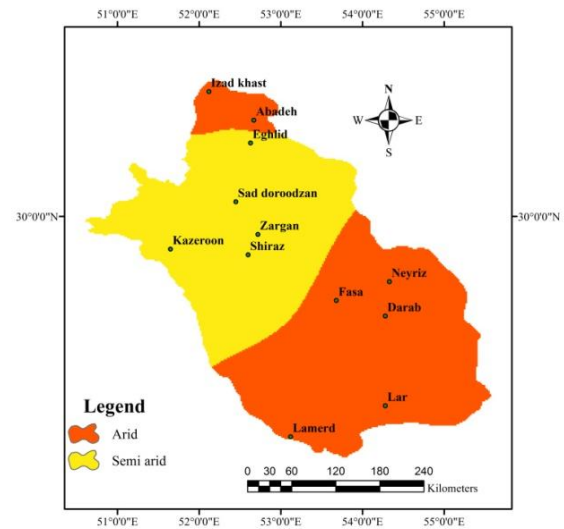 51°0'0"E 52°0'0"E 53°0'0"E 54°0'0"E 55°0'0"E
Izad khast
Abadeh
N
W E
S
Eghlid
Sad doroodzan
30°0'0"N 30°0'0"N
Zargan
Kazeroon
Shiraz
Neyriz
Fasa
Darab
Lar
Lamerd
Legend
Arid
Semi arid
0 30 60 120 180 240
Kilometers
51°0'0"E 52°0'0"E 53°0'0"E 54°0'0"E 55°0'0"E